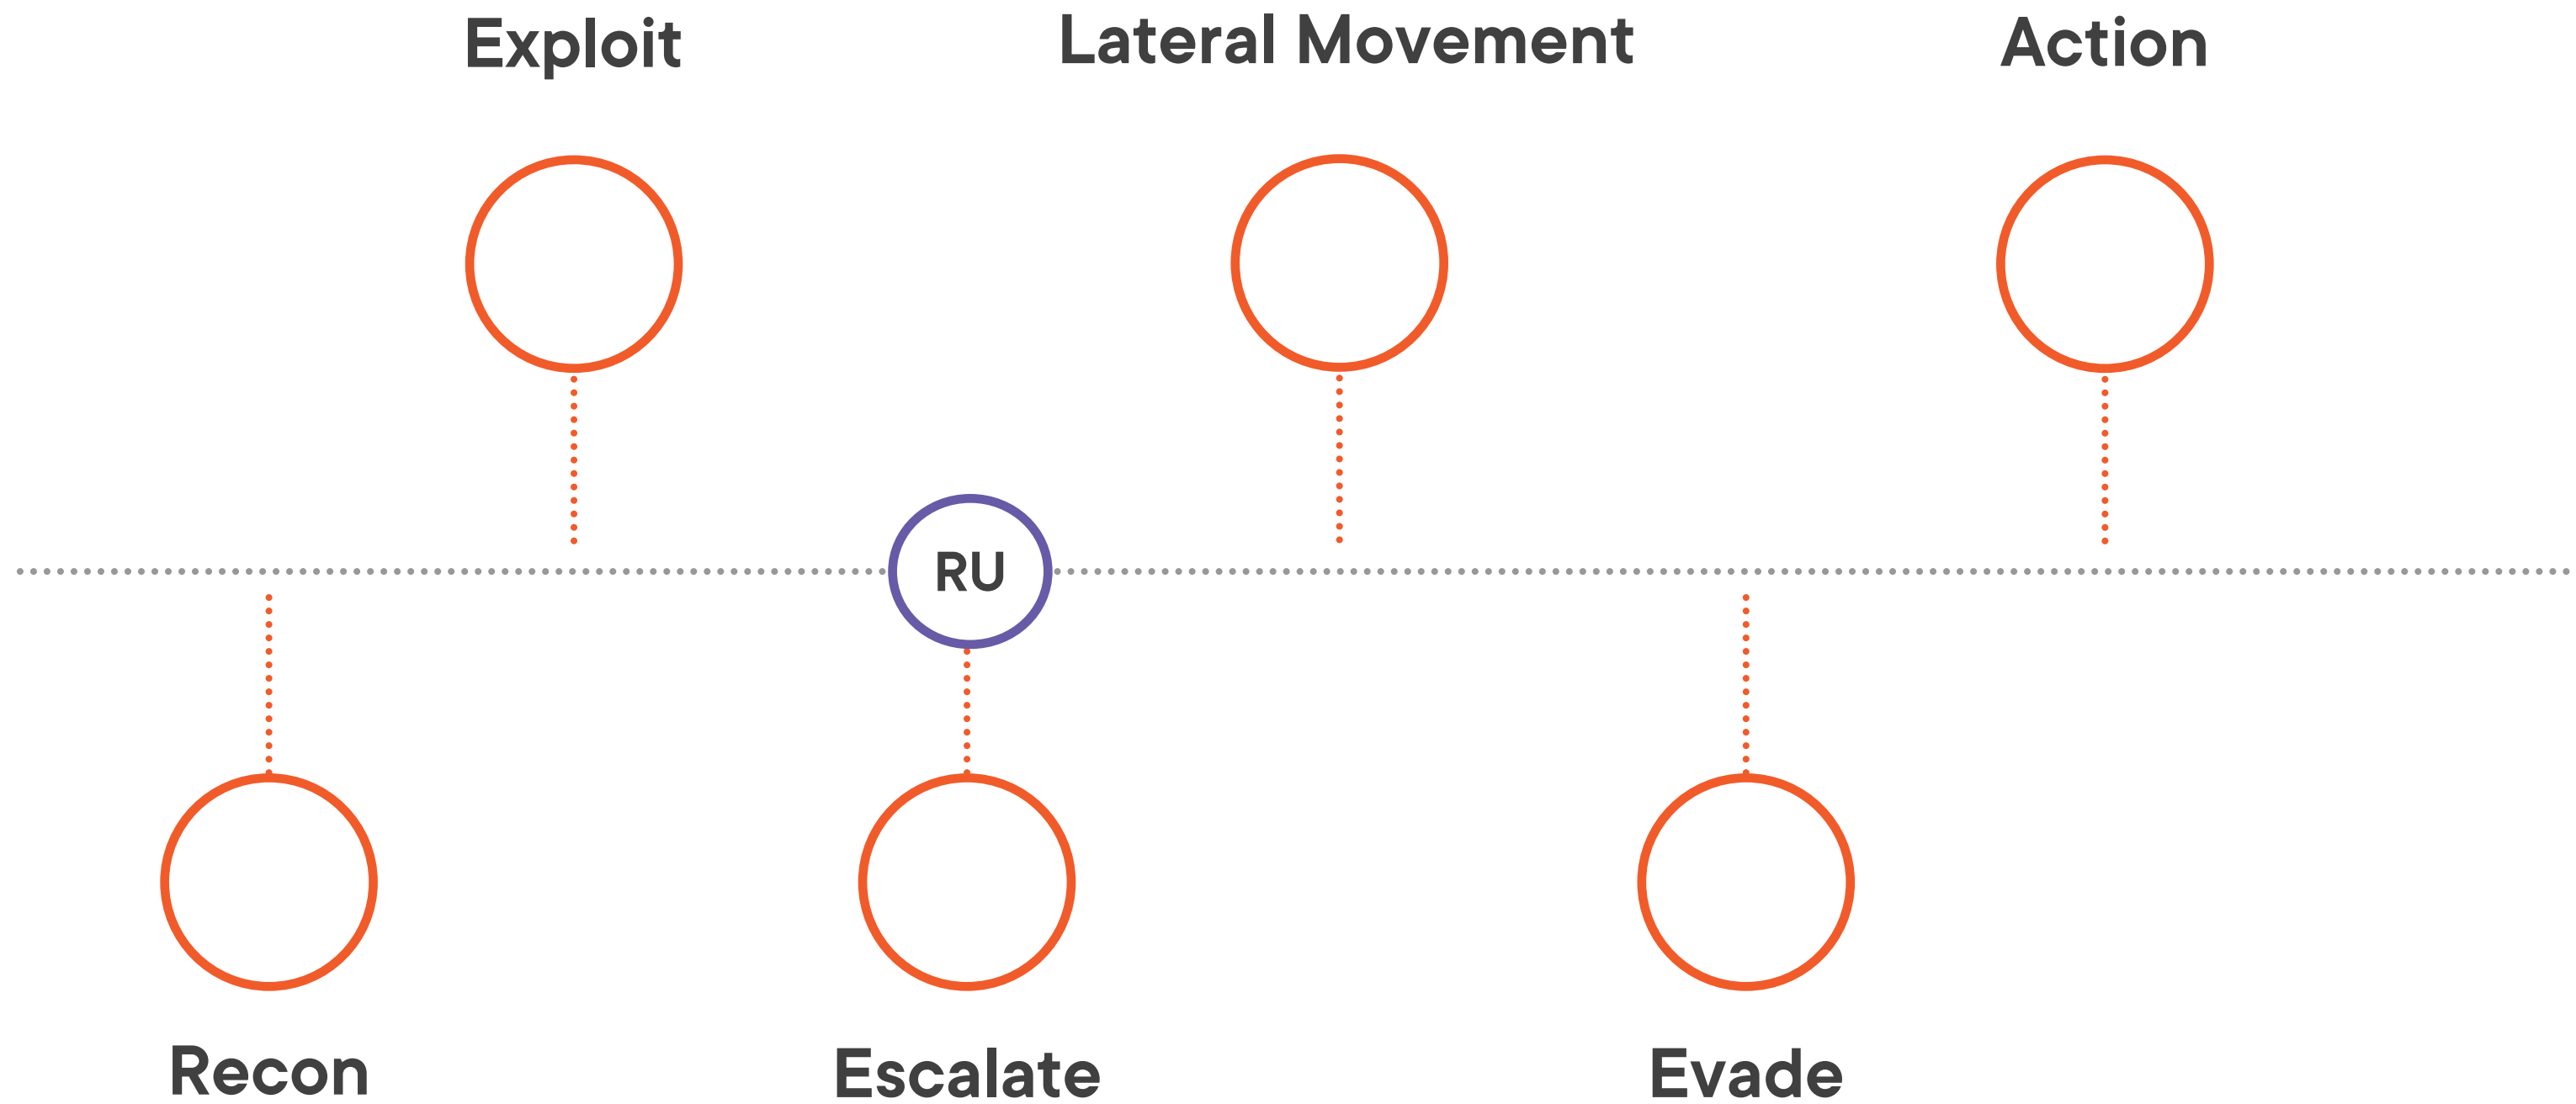 Exploit
Lateral Movement
Action
RU
Recon
Escalate
Evade